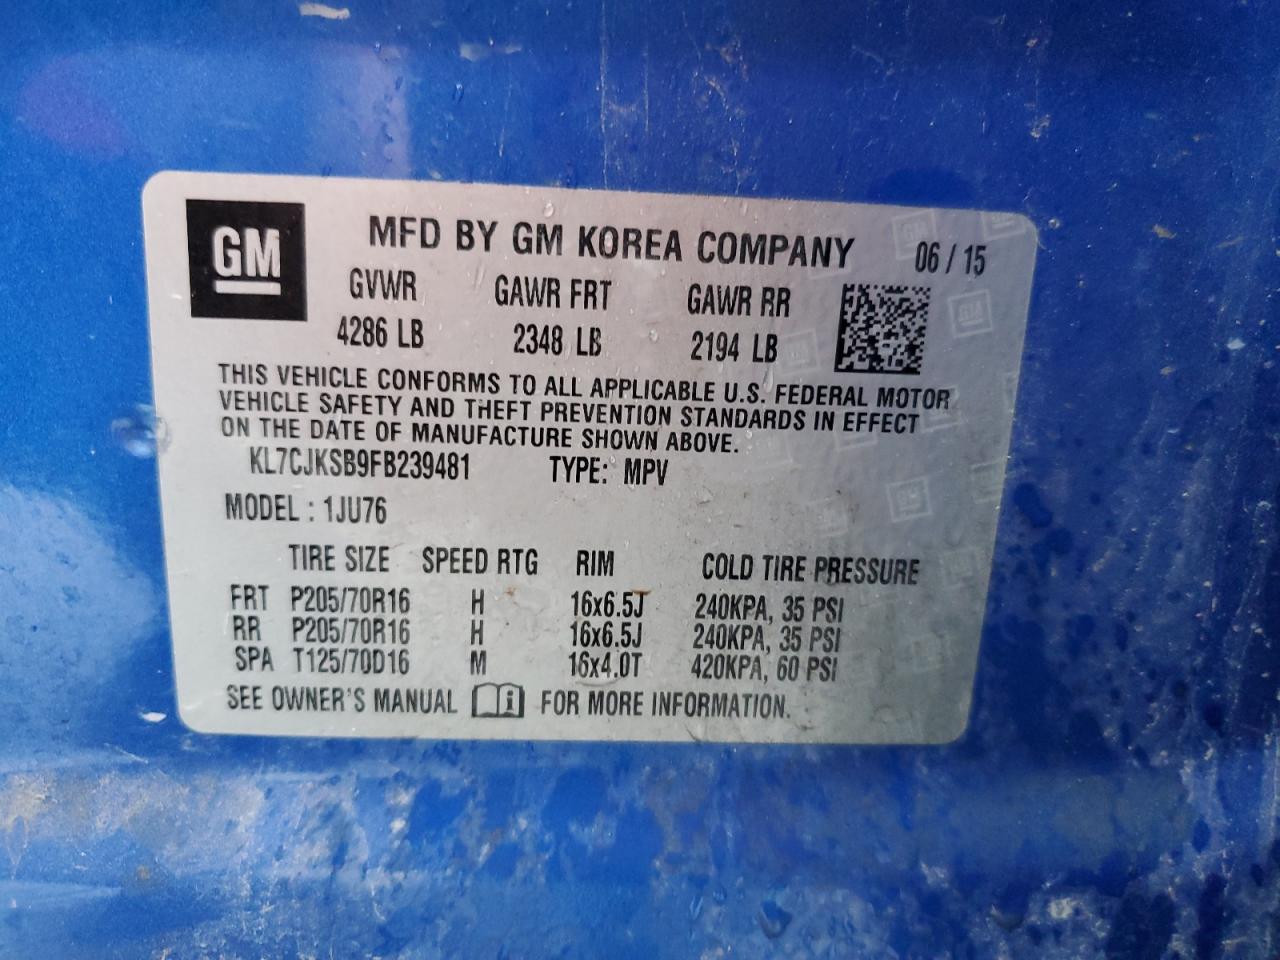 GM
MFD BY GM KOREA COMPANY 06 / 15
GVWR GAWR FRT GAWR RR
4286 LB 2348 LB 2194 LB
THIS VEHICLE CONFORMS TO ALL APPLICABLE U.S. FEDERAL MOTOR
VEHICLE SAFETY AND THEFT PREVENTION STANDARDS IN EFFECT
ON THE DATE OF MANUFACTURE SHOWN ABOVE.
KL7CJKSB9FB239481 TYPE: MPV
MODEL : 1JU76
TIRE SIZE SPEED RTG RIM COLD TIRE PRESSURE
FRT P205/70R16 H 16x6.5J 240KPA, 35 PSI
RR P205/70R16 H 16x6.5J 240KPA, 35 PSI
SPA T125/70D16 M 16x4.0T 420KPA, 60 PSI
SEE OWNER'S MANUAL i FOR MORE INFORMATION.